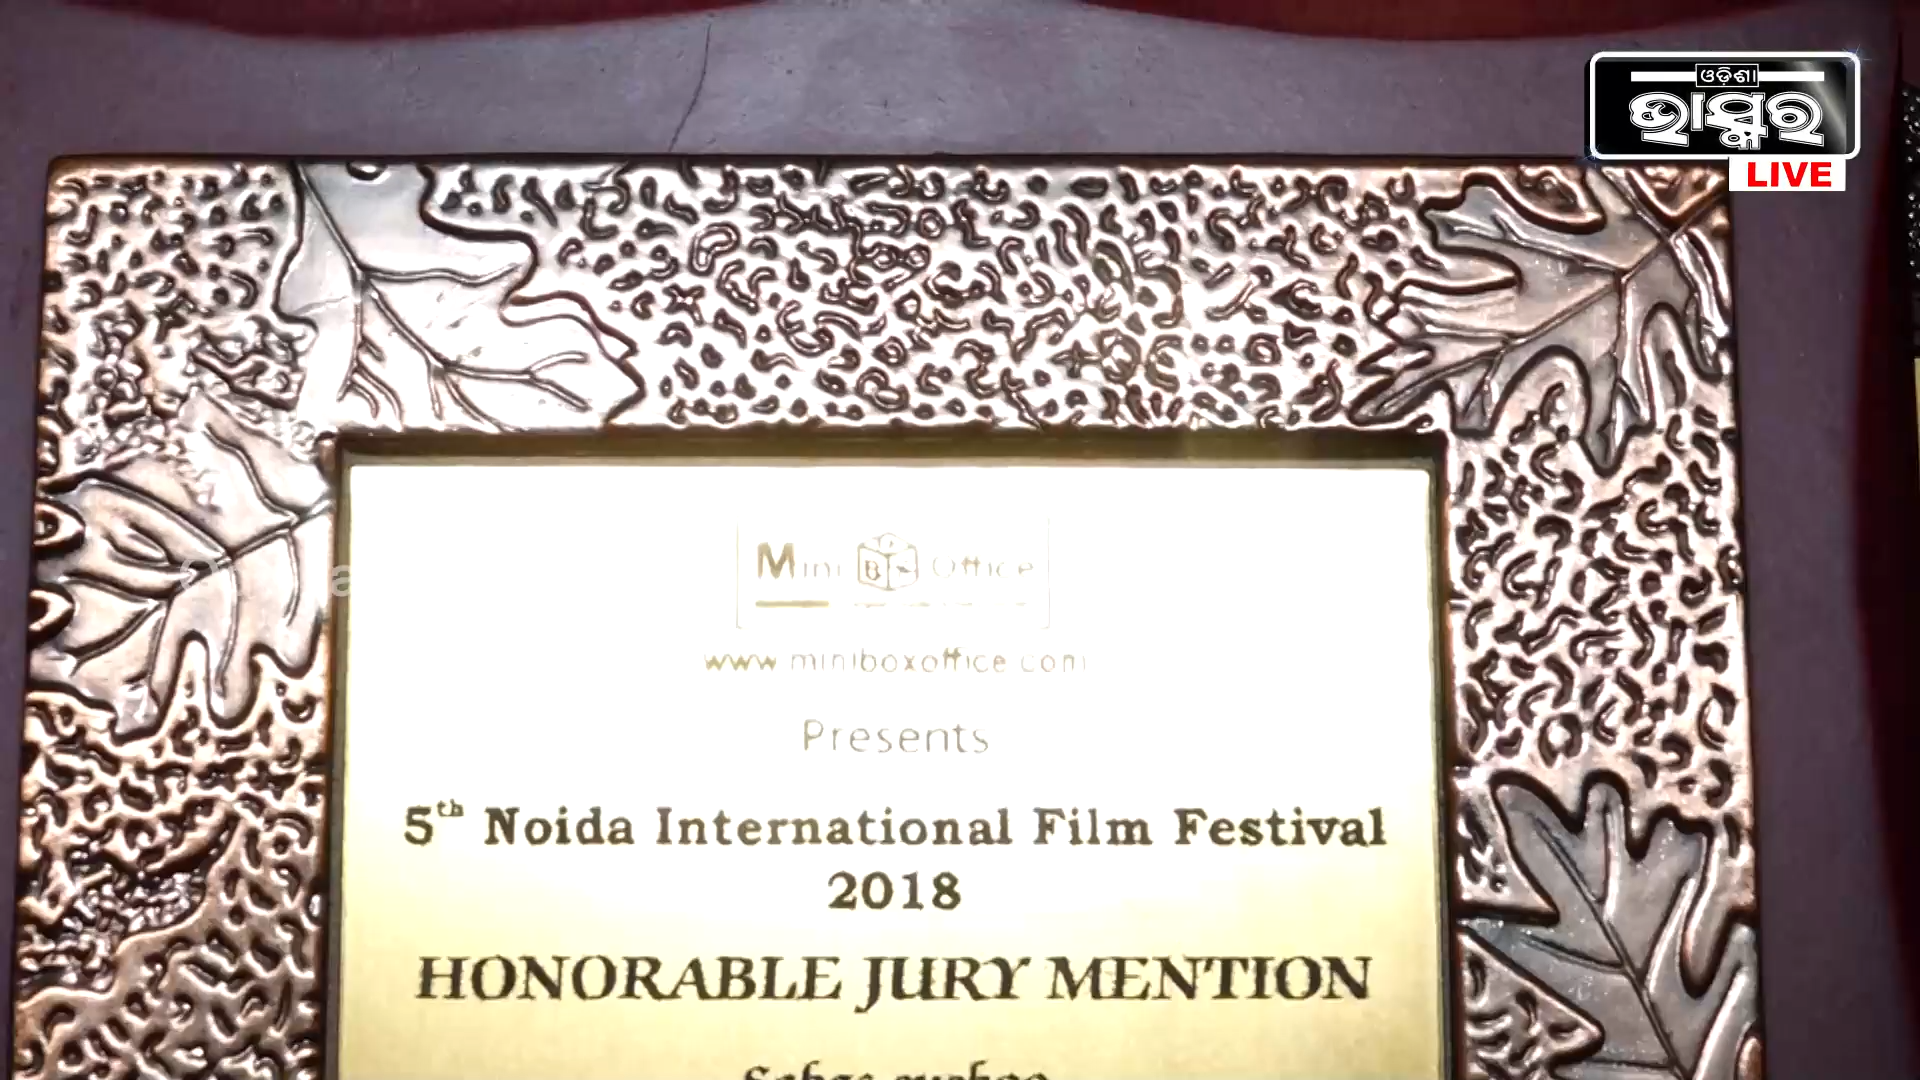 ଓଡ଼ିଶା
ଭାସ୍କର
LIVE
Mini BOX Office
www.miniboxoffice.com
Presents
5th Noida International Film Festival
2018
HONORABLE JURY MENTION